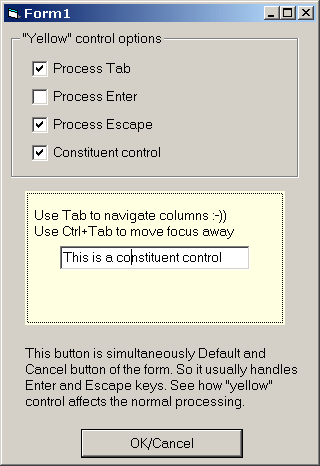 Form1
"Yellow" control options
Process Tab
Process Enter
Process Escape
Constituent control
Use Tab to navigate columns :-))
Use Ctrl+Tab to move focus away
This is a constituent control
This button is simultaneously Default and
Cancel button of the form. So it usually handles
Enter and Escape keys. See how "yellow"
control affects the normal processing.
OK/Cancel